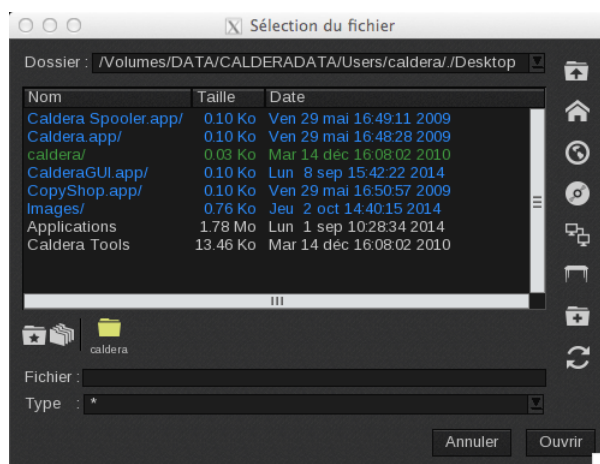 Sélection du fichier
Dossier : /Volumes/DATA/CALDERADATA/Users/caldera/./Desktop
Nom Taille Date
Caldera Spooler.app/ 0.10 Ko Ven 29 mai 16:49:11 2009
Caldera.app/ 0.10 Ko Ven 29 mai 16:48:28 2009
caldera/ 0.03 Ko Mar 14 déc 16:08:02 2010
CalderaGUI.app/ 0.10 Ko Lun 8 sep 15:42:22 2014
CopyShop.app/ 0.10 Ko Ven 29 mai 16:50:57 2009
Images/ 0.76 Ko Jeu 2 oct 14:40:15 2014
Applications 1.78 Mo Lun 1 sep 10:28:34 2014
Caldera Tools 13.46 Ko Mar 14 déc 16:08:02 2010
caldera
Fichier :
Type : *
Annuler Ouvrir